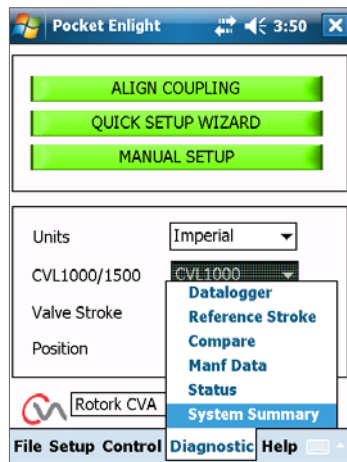 Pocket Enlight 3:50
ALIGN COUPLING
QUICK SETUP WIZARD
MANUAL SETUP
Units Imperial
CVL1000/1500 CVL1000
Valve Stroke
Position
Datalogger
Reference Stroke
Compare
Manf Data
Status
System Summary
Rotork CVA
File Setup Control Diagnostic Help